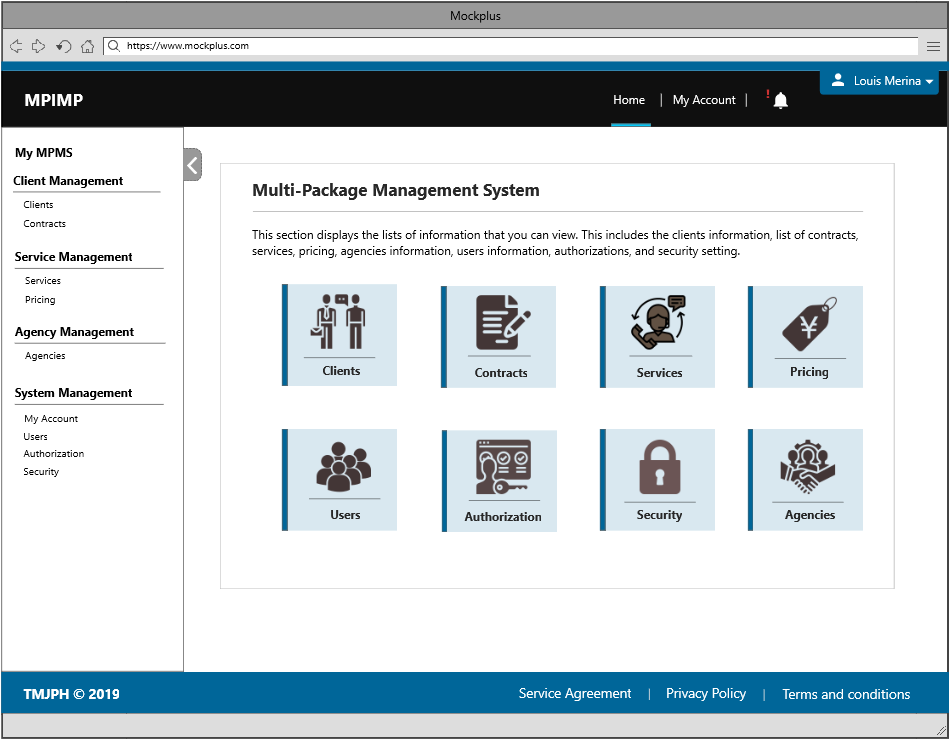 Mockplus
https://www.mockplus.com
Louis Merina
MPIMP
Home | My Account |
!
My MPMS
Client Management
Clients
Contracts
Service Management
Services
Pricing
Agency Management
Agencies
System Management
My Account
Users
Authorization
Security
Multi-Package Management System
This section displays the lists of information that you can view. This includes the clients information, list of contracts,
services, pricing, agencies information, users information, authorizations, and security setting.
Clients
Contracts
Services
¥
Pricing
Users
Authorization
Security
Agencies
TMJPH © 2019
Service Agreement | Privacy Policy | Terms and conditions